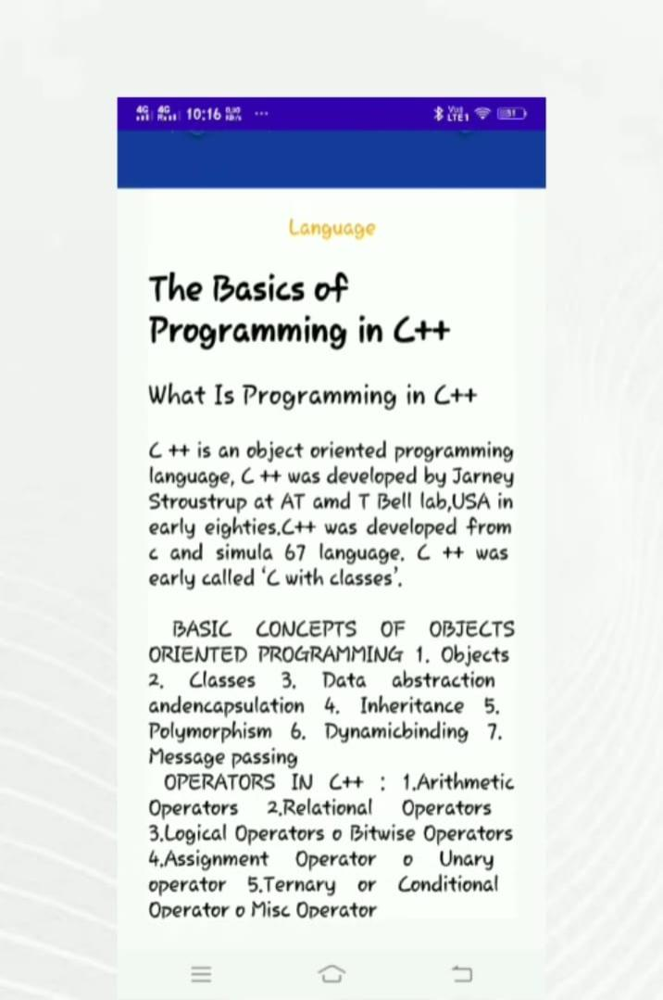 10:16
LTE1
51
Language
The Basics of
Programming in C++
What Is Programming in C++
C ++ is an object oriented programming
language, C ++ was developed by Jarney
Stroustrup at AT amd T Bell lab,USA in
early eighties.C++ was developed from
c and simula 67 language. C ++ was
early called ‘C with classes’.
BASIC CONCEPTS OF OBJECTS
ORIENTED PROGRAMMING 1. Objects
2. Classes 3. Data abstraction
andencapsulation 4. Inheritance 5.
Polymorphism 6. Dynamicbinding 7.
Message passing
OPERATORS IN C++ : 1.Arithmetic
Operators 2.Relational Operators
3.Logical Operators o Bitwise Operators
4.Assignment Operator o Unary
operator 5.Ternary or Conditional
Operator o Misc Operator